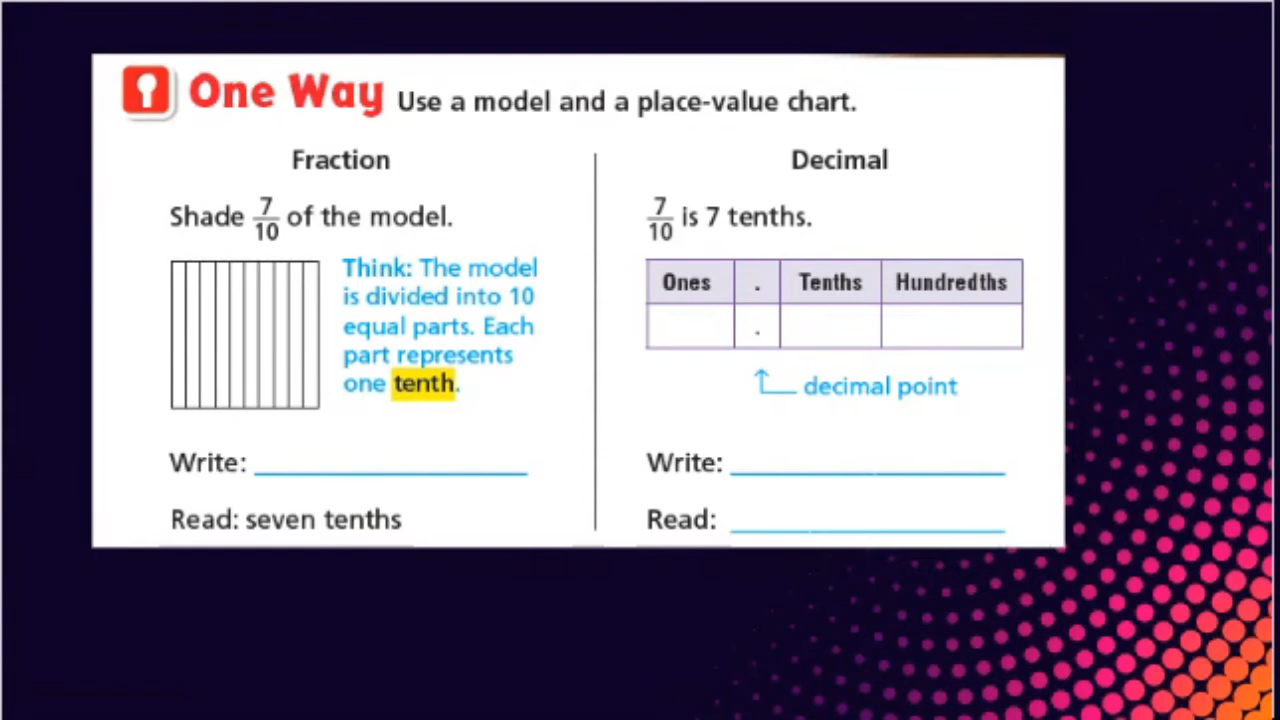 One Way Use a model and a place-value chart.
Fraction
Shade 7/10 of the model.
Think: The model
is divided into 10
equal parts. Each
part represents
one tenth.
Write: 
Read: seven tenths
Decimal
7/10 is 7 tenths.
Ones . Tenths Hundredths
.
decimal point
Write:
Read: